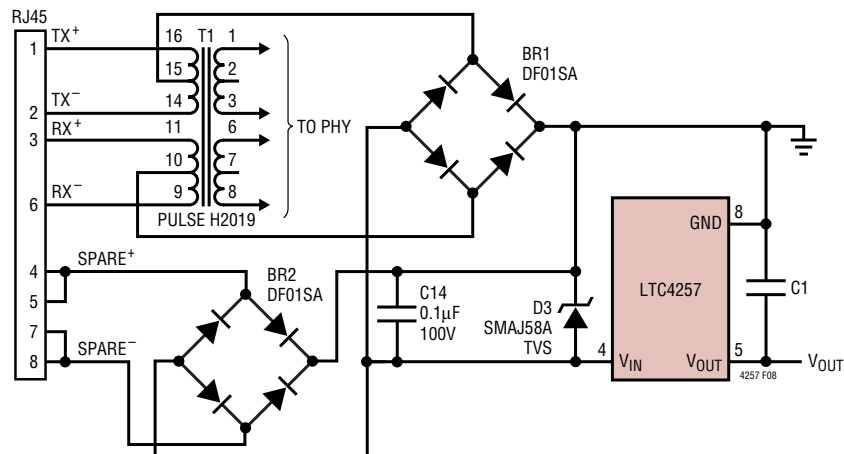 RJ45
1 TX+ 16 T1 1
15 2
2 TX− 14 3
3 RX+ 11 6
10 7
6 RX− 9 8
TO PHY
PULSE H2019
BR1
DF01SA
4 SPARE+
5
7
8 SPARE−
BR2
DF01SA
C14
0.1µF
100V
D3
SMAJ58A
TVS
GND 8
LTC4257
C1
4 VIN VOUT 5
4257 F08
VOUT